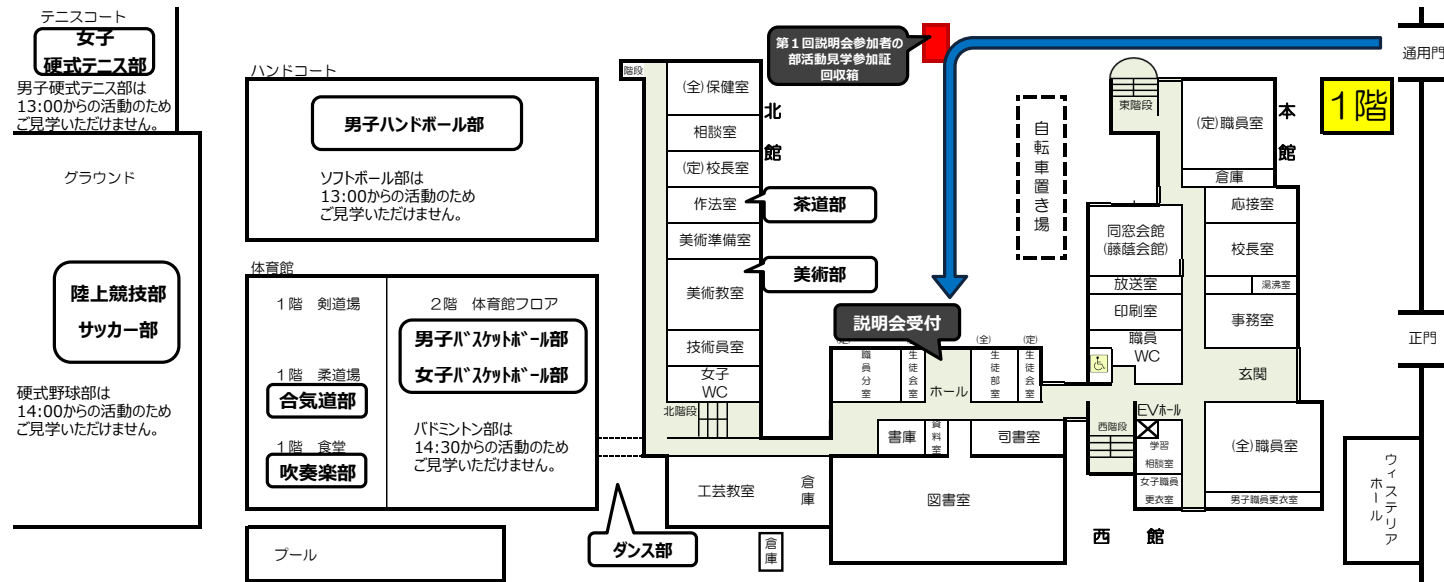 テニスコート
女子
硬式テニス部
男子硬式テニス部は
13:00からの活動のため
ご見学いただけません。
グラウンド
陸上競技部
サッカー部
硬式野球部は
14:00からの活動のため
ご見学いただけません。
ハンドコート
男子ハンドボール部
ソフトボール部は
13:00からの活動のため
ご見学いただけません。
体育館
1階 剣道場
2階 体育館フロア
男子バスケットボール部
女子バスケットボール部
1階 柔道場
合気道部
1階 食堂
吹奏楽部
バドミントン部は
14:30からの活動のため
ご見学いただけません。
プール
ダンス部
階段
(全)保健室
相談室
(定)校長室
作法室
美術準備室
美術教室
技術員室
女子
WC
北階段
北館
茶道部
美術部
工芸教室
倉庫
倉庫
第1回説明会参加者の
部活動見学参加証
回収箱
説明会受付
自転車置き場
職員分室
生徒会室
ホール
(全)
生徒部室
(定)
生徒会室
書庫
資料室
司書室
図書室
東階段
(定)職員室
本館
倉庫
同窓会館
(藤蔭会館)
応接室
校長室
放送室
湯沸室
印刷室
事務室
職員
WC
玄関
EVホール
西階段
学習
相談室
(全)職員室
女子職員
更衣室
男子職員更衣室
西館
1階
通用門
正門
ウィステリア
ホール